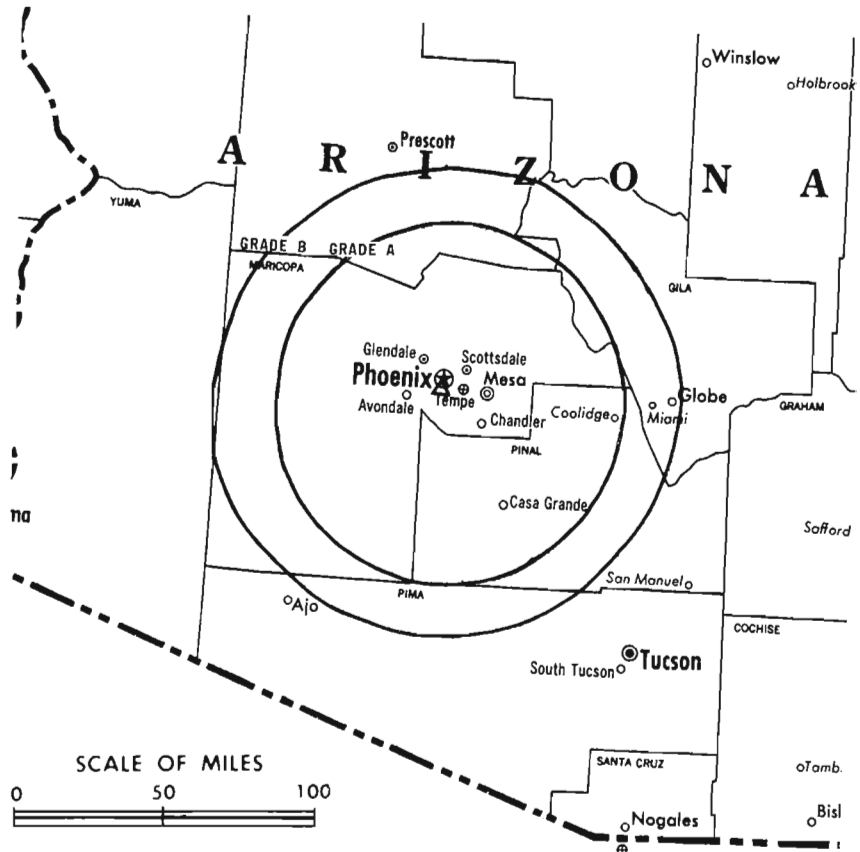 Winslow
Holbrook
Prescott
A R I Z O N A
YUMA
GRADE B GRADE A
MARICOPA
GILA
Glendale
Scottsdale
Phoenix
Mesa
Tempe
Avondale
Chandler
Coolidge
Miami
Globe
GRAHAM
PINAL
Casa Grande
ma
Safford
San Manuel
PIMA
Ajo
COCHISE
Tucson
South Tucson
SCALE OF MILES
0 50 100
SANTA CRUZ
Tamb.
Nogales
Bisl